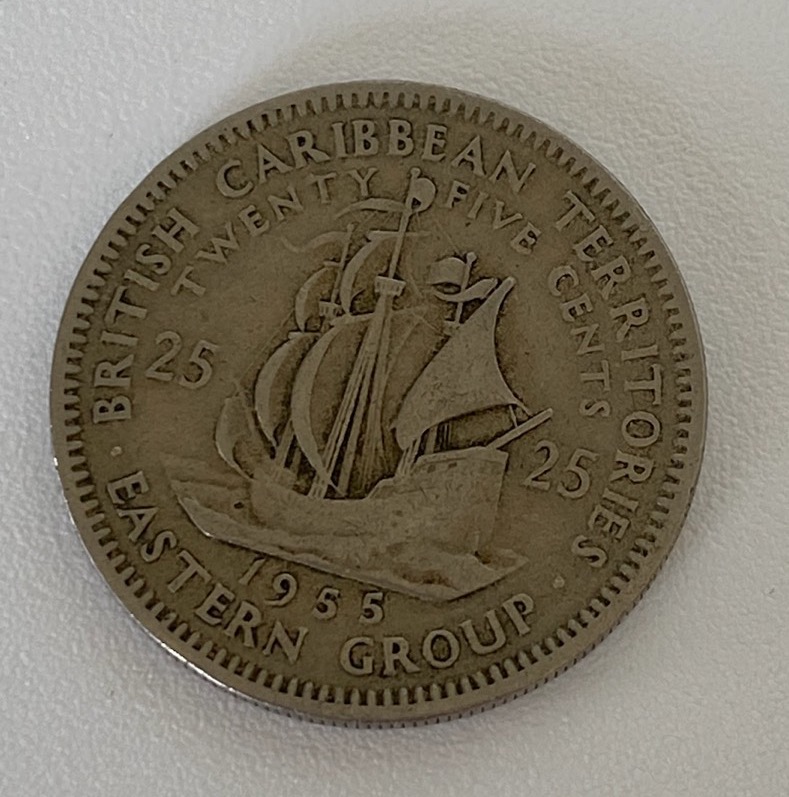 BRITISH CARIBBEAN TERRITORIES
TWENTY FIVE CENTS
25
25
1955
EASTERN GROUP